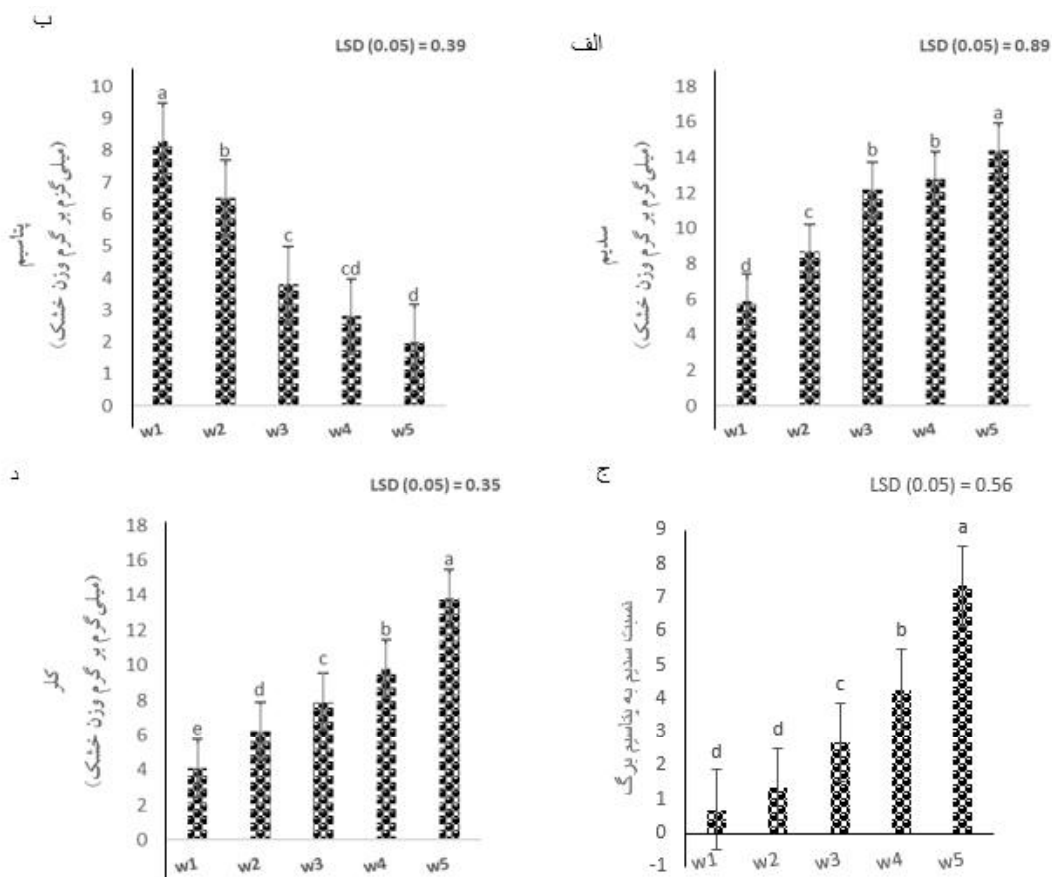 الف
LSD (0.05) = 0.89
سدیم
(میلی‌گرم بر گرم وزن خشک)
18
16
14
12
10
8
6
4
2
0
d
c
b
b
a
w1 w2 w3 w4 w5
ب
LSD (0.05) = 0.39
پتاسیم
(میلی‌گرم بر گرم وزن خشک)
10
9
8
7
6
5
4
3
2
1
0
a
b
c
cd
d
w1 w2 w3 w4 w5
ج
LSD (0.05) = 0.56
نسبت سدیم به پتاسیم برگ
9
8
7
6
5
4
3
2
1
0
-1
d
d
c
b
a
w1 w2 w3 w4 w5
د
LSD (0.05) = 0.35
کلر
(میلی‌گرم بر گرم وزن خشک)
18
16
14
12
10
8
6
4
2
0
e
d
c
b
a
w1 w2 w3 w4 w5